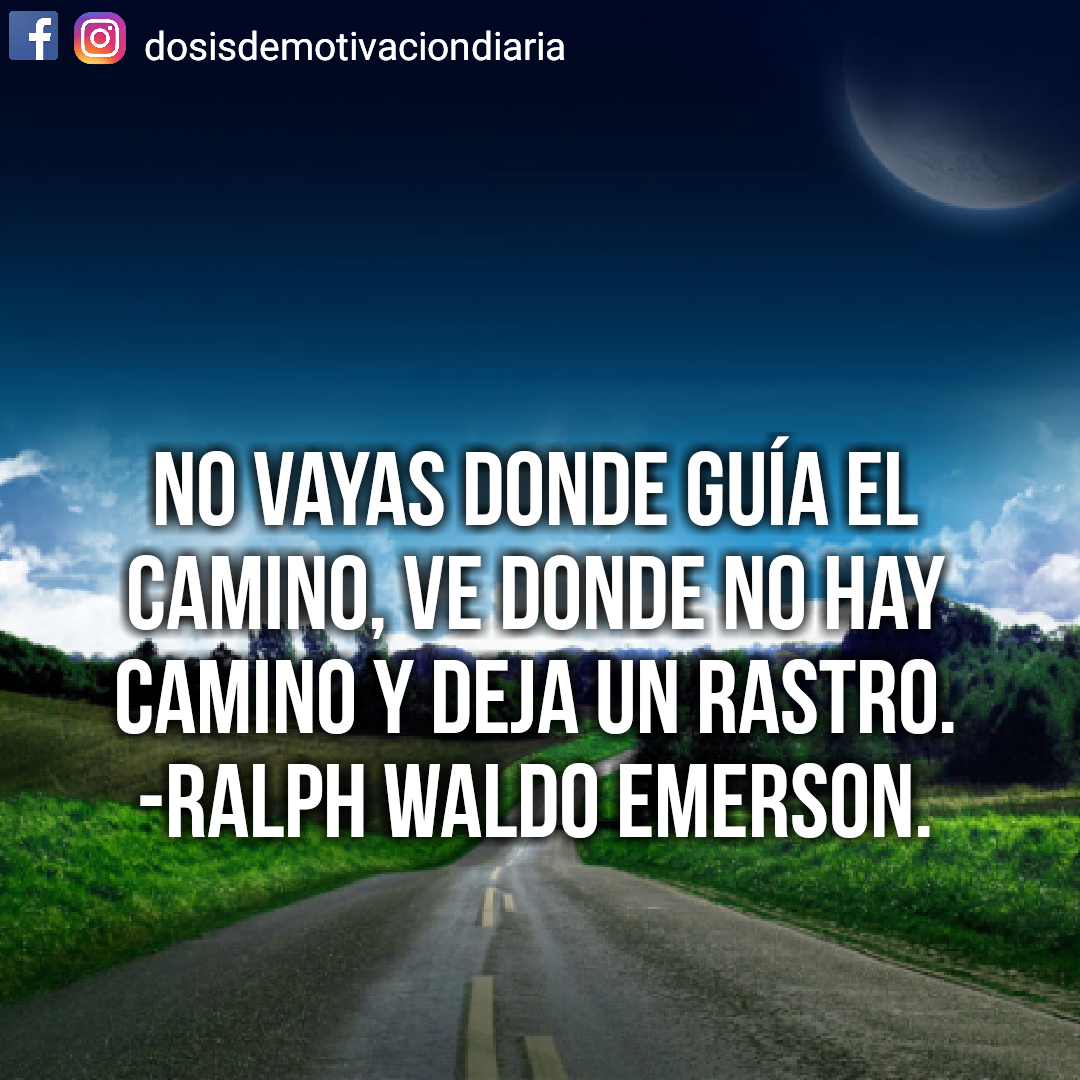 dosisdemotivaciondiaria
NO VAYAS DONDE GUÍA EL
CAMINO, VE DONDE NO HAY
CAMINO Y DEJA UN RASTRO.
-RALPH WALDO EMERSON.